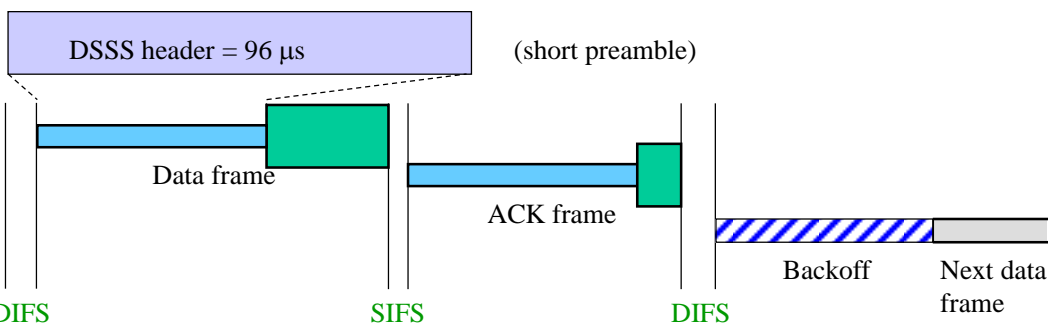 DSSS header = 96 μs
(short preamble)
Data frame
ACK frame
Backoff
Next data
frame
DIFS
SIFS
DIFS